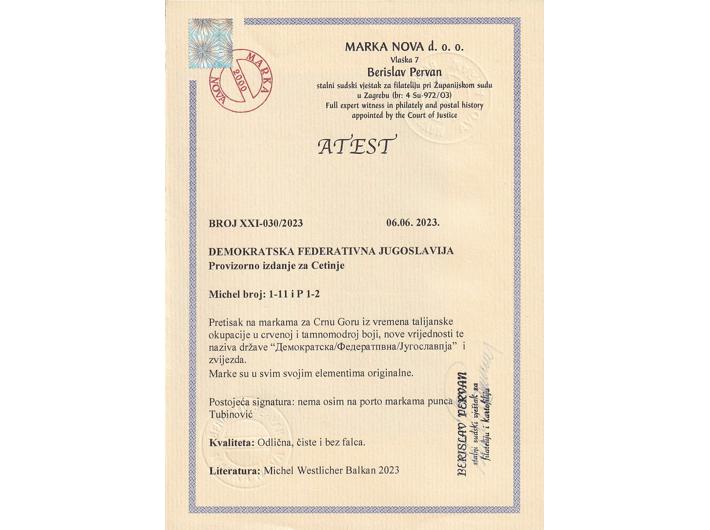 MARKA
2000
NOVA
MARKA NOVA d. o. o.
Vlaška 7
Berislav Pervan
stalni sudski vještak za filateliju pri Županijskom sudu
u Zagrebu (br: 4 Su-972/03)
Full expert witness in philately and postal history
appointed by the Court of Justice
ATEST
BROJ XXI-030/2023 06.06. 2023.
DEMOKRATSKA FEDERATIVNA JUGOSLAVIJA
Provizorno izdanje za Cetinje
Michel broj: 1-11 i P 1-2
Pretisak na markama za Crnu Goru iz vremena talijanske
okupacije u crvenoj i tamnomodroj boji, nove vrijednosti te
naziva države “Демократска/Федератпвна/Југославпја” i
zvijezda.
Marke su u svim svojim elementima originalne.
Postojeća signatura: nema osim na porto markama punca
Tubinović
Kvaliteta: Odlična, čiste i bez falca.
Literatura: Michel Westlicher Balkan 2023
BERISLAV PERVAN
stalni sudski vještak za
filateliju i kartofiliju